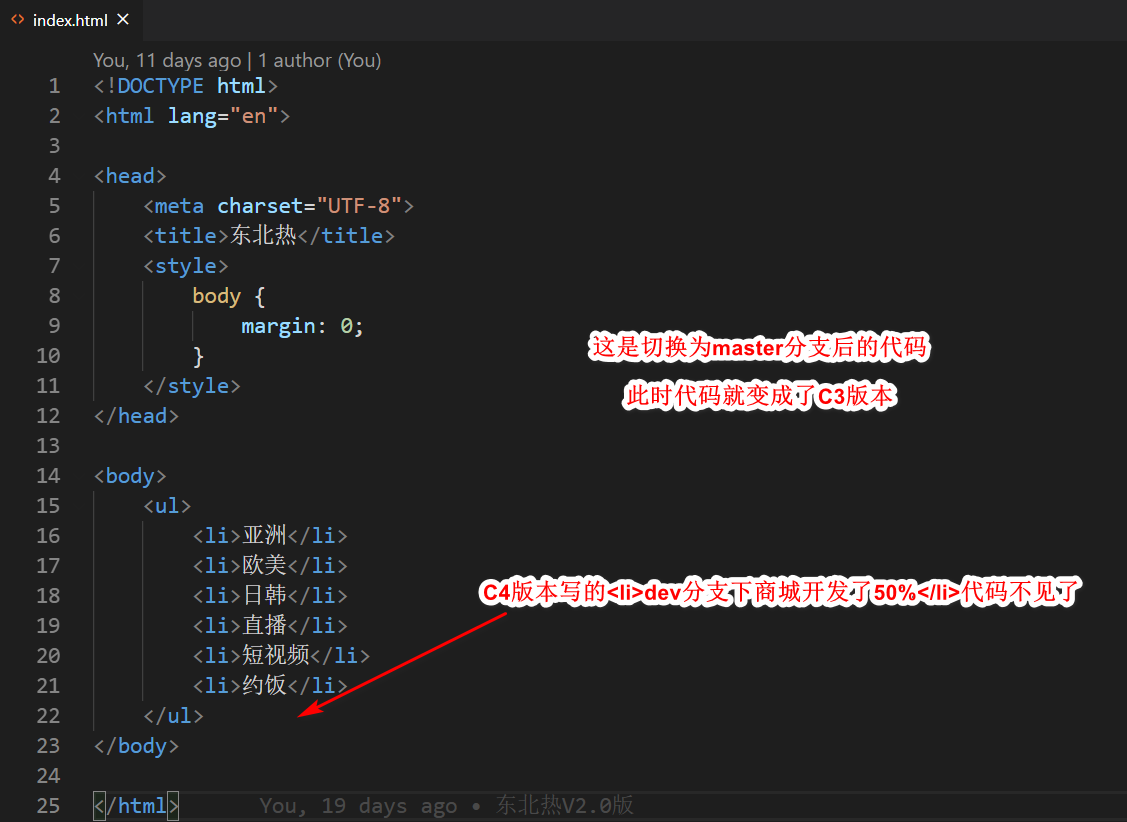 index.html
You, 11 days ago | 1 author (You)
1 <!DOCTYPE html>
2 <html lang="en">
3
4 <head>
5     <meta charset="UTF-8">
6     <title>东北热</title>
7     <style>
8         body {
9             margin: 0;
10         }
11     </style>
12 </head>
13
14 <body>
15     <ul>
16         <li>亚洲</li>
17         <li>欧美</li>
18         <li>日韩</li>
19         <li>直播</li>
20         <li>短视频</li>
21         <li>约饭</li>
22     </ul>
23 </body>
24
25 </html> You, 19 days ago • 东北热V2.0版
这是切换为master分支后的代码
此时代码就变成了C3版本
C4版本写的<li>dev分支下商城开发了50%</li>代码不见了